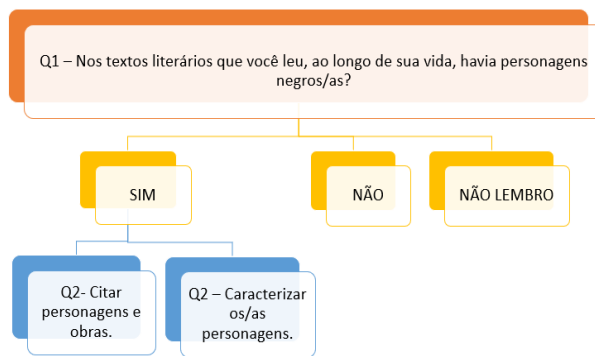 Q1 – Nos textos literários que você leu, ao longo de sua vida, havia personagens
negros/as?
SIM
NÃO
NÃO LEMBRO
Q2- Citar
personagens e
obras.
Q2 – Caracterizar
os/as
personagens.